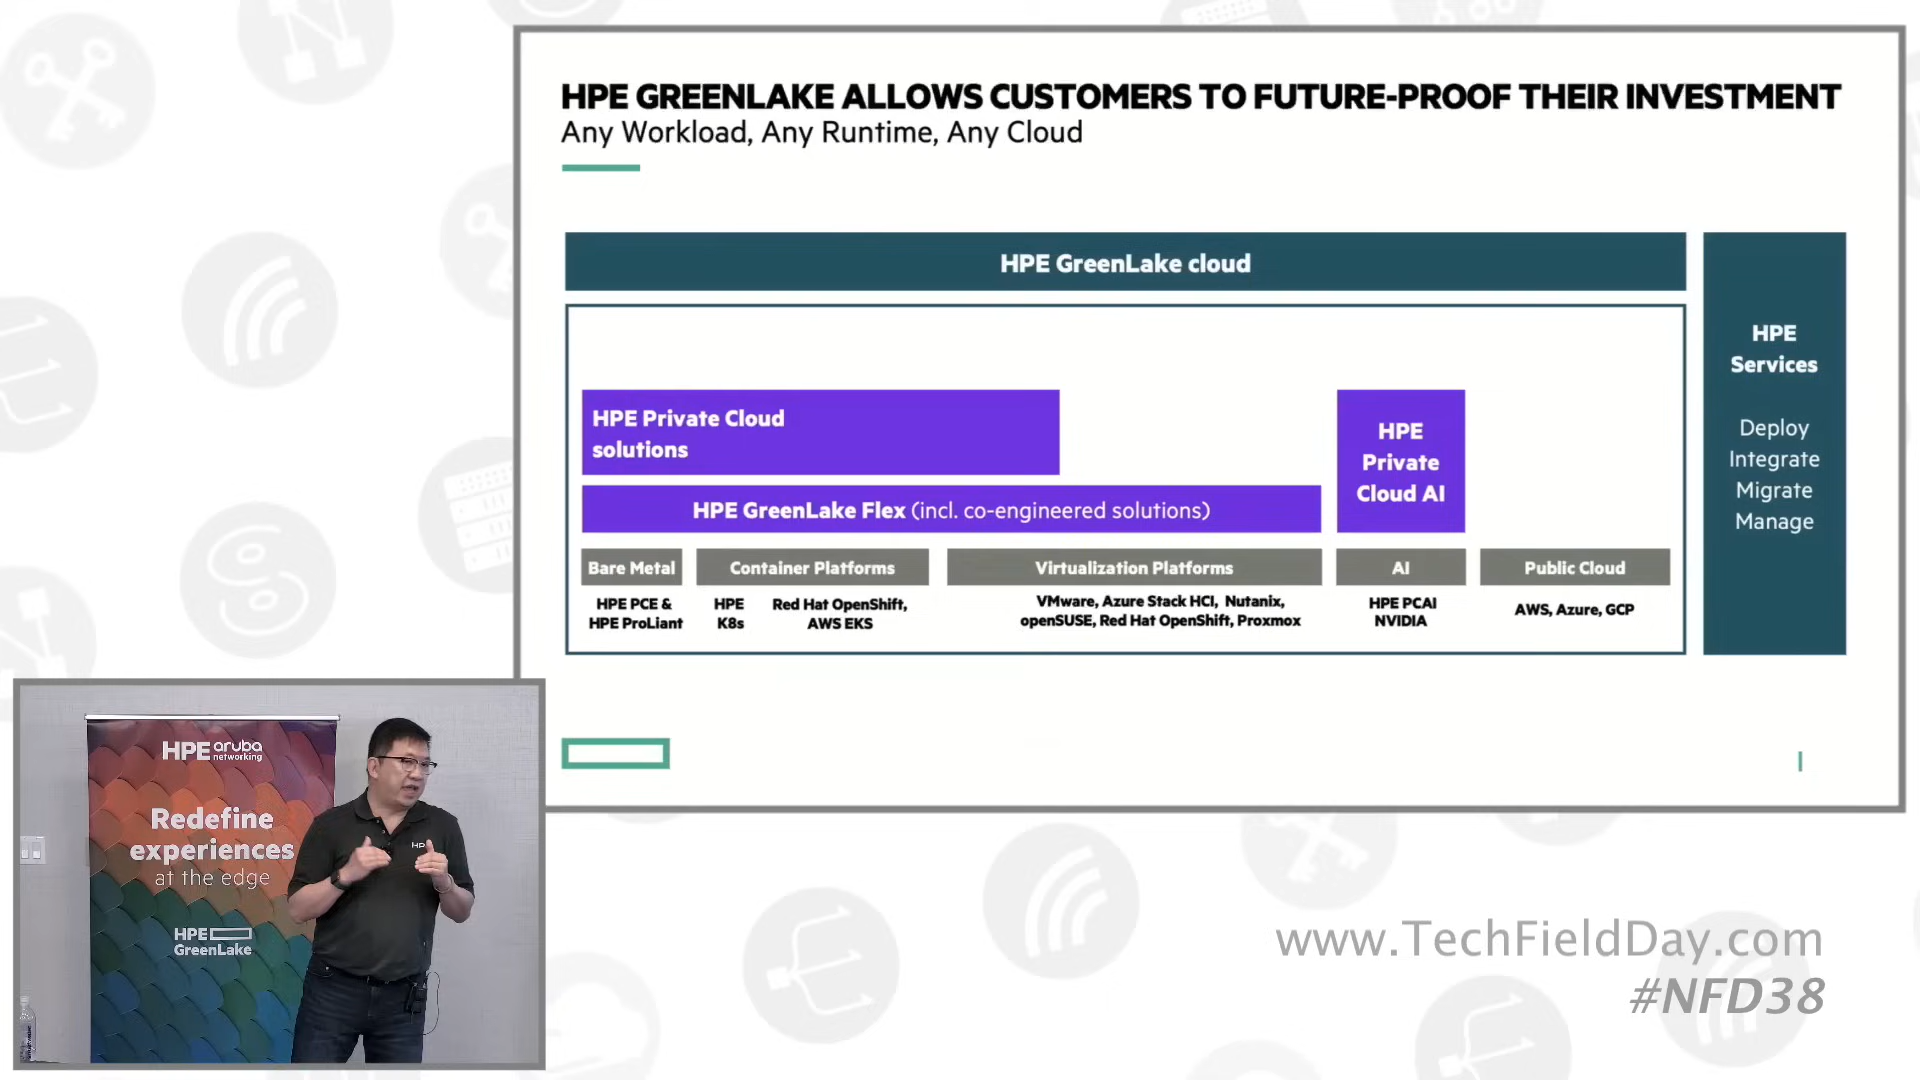 HPE GREENLAKE ALLOWS CUSTOMERS TO FUTURE-PROOF THEIR INVESTMENT
Any Workload, Any Runtime, Any Cloud
HPE GreenLake cloud
HPE Private Cloud
solutions
HPE GreenLake Flex (incl. co-engineered solutions)
HPE
Private
Cloud AI
Bare Metal
HPE PCE &
HPE ProLiant
Container Platforms
HPE
K8s
Red Hat OpenShift,
AWS EKS
Virtualization Platforms
VMware, Azure Stack HCI, Nutanix,
openSUSE, Red Hat OpenShift, Proxmox
AI
HPE PCAI
NVIDIA
Public Cloud
AWS, Azure, GCP
HPE
Services
Deploy
Integrate
Migrate
Manage
HPE aruba
networking
Redefine
experiences
at the edge
HPE
GreenLake
HP
www.TechFieldDay.com
#NFD38